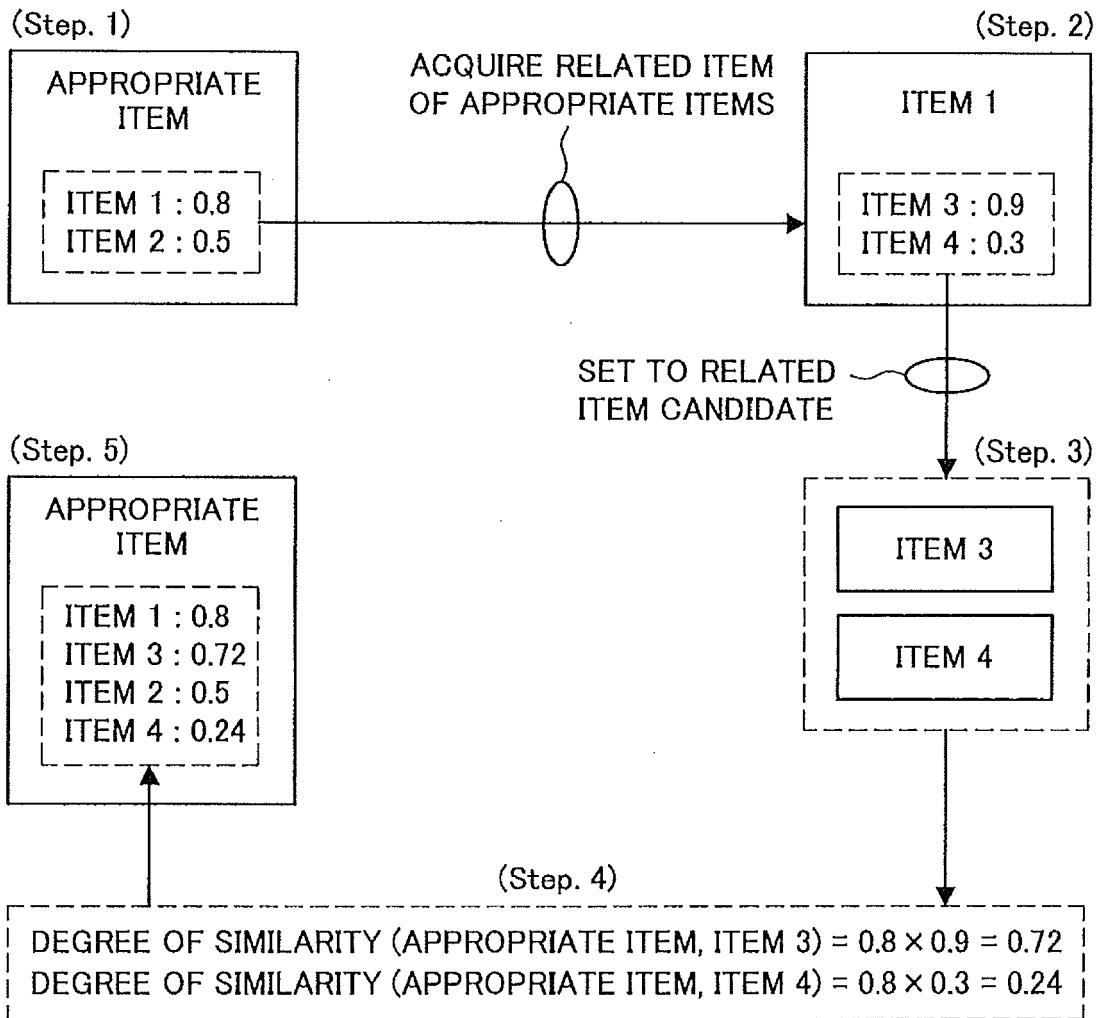 (Step. 1)
APPROPRIATE
ITEM
ITEM 1 : 0.8
ITEM 2 : 0.5
ACQUIRE RELATED ITEM
OF APPROPRIATE ITEMS
(Step. 2)
ITEM 1
ITEM 3 : 0.9
ITEM 4 : 0.3
SET TO RELATED
ITEM CANDIDATE
(Step. 3)
ITEM 3
ITEM 4
(Step. 4)
DEGREE OF SIMILARITY (APPROPRIATE ITEM, ITEM 3) = 0.8 × 0.9 = 0.72
DEGREE OF SIMILARITY (APPROPRIATE ITEM, ITEM 4) = 0.8 × 0.3 = 0.24
(Step. 5)
APPROPRIATE
ITEM
ITEM 1 : 0.8
ITEM 3 : 0.72
ITEM 2 : 0.5
ITEM 4 : 0.24